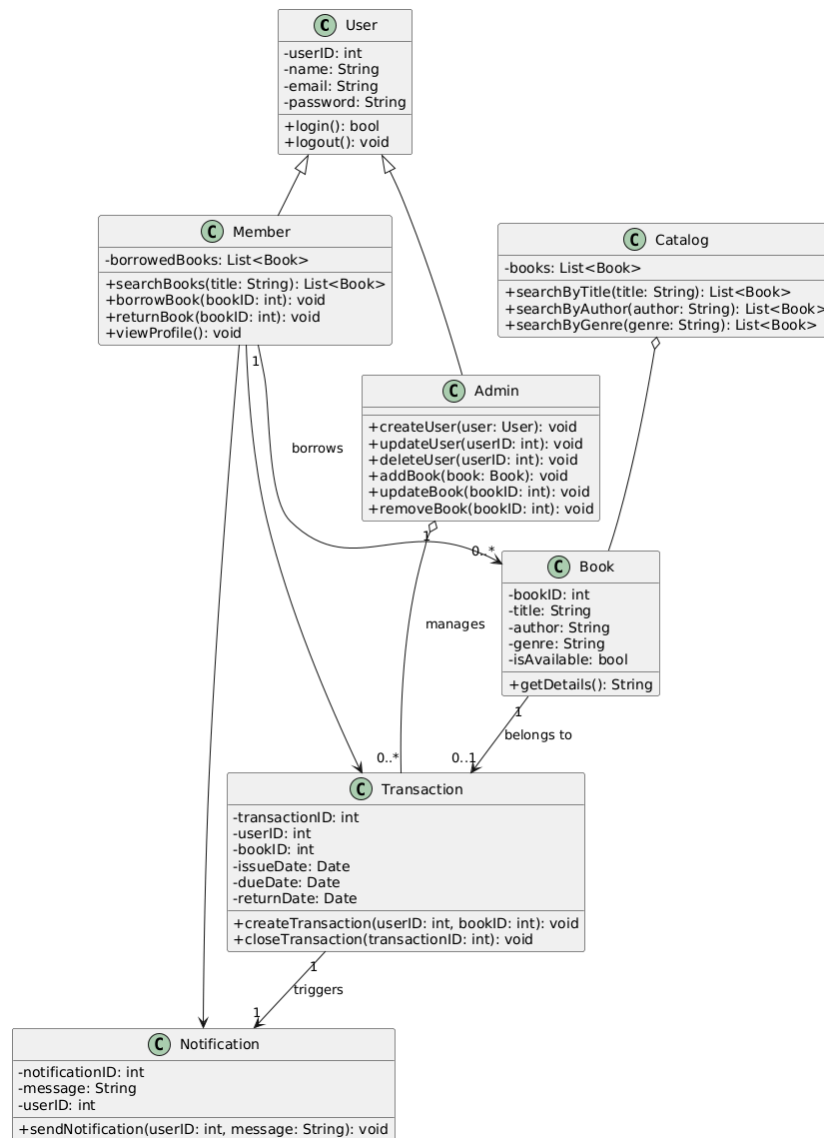 C User
-userID: int
-name: String
-email: String
-password: String
+login(): bool
+logout(): void
C Member
-borrowedBooks: List<Book>
+searchBooks(title: String): List<Book>
+borrowBook(bookID: int): void
+returnBook(bookID: int): void
+viewProfile(): void
C Catalog
-books: List<Book>
+searchByTitle(title: String): List<Book>
+searchByAuthor(author: String): List<Book>
+searchByGenre(genre: String): List<Book>
1
borrows
0..*
C Admin
+createUser(user: User): void
+updateUser(userID: int): void
+deleteUser(userID: int): void
+addBook(book: Book): void
+updateBook(bookID: int): void
+removeBook(bookID: int): void
1
manages
0..*
C Book
-bookID: int
-title: String
-author: String
-genre: String
-isAvailable: bool
+getDetails(): String
1
belongs to
0..1
C Transaction
-transactionID: int
-userID: int
-bookID: int
-issueDate: Date
-dueDate: Date
-returnDate: Date
+createTransaction(userID: int, bookID: int): void
+closeTransaction(transactionID: int): void
1
triggers
1
C Notification
-notificationID: int
-message: String
-userID: int
+sendNotification(userID: int, message: String): void